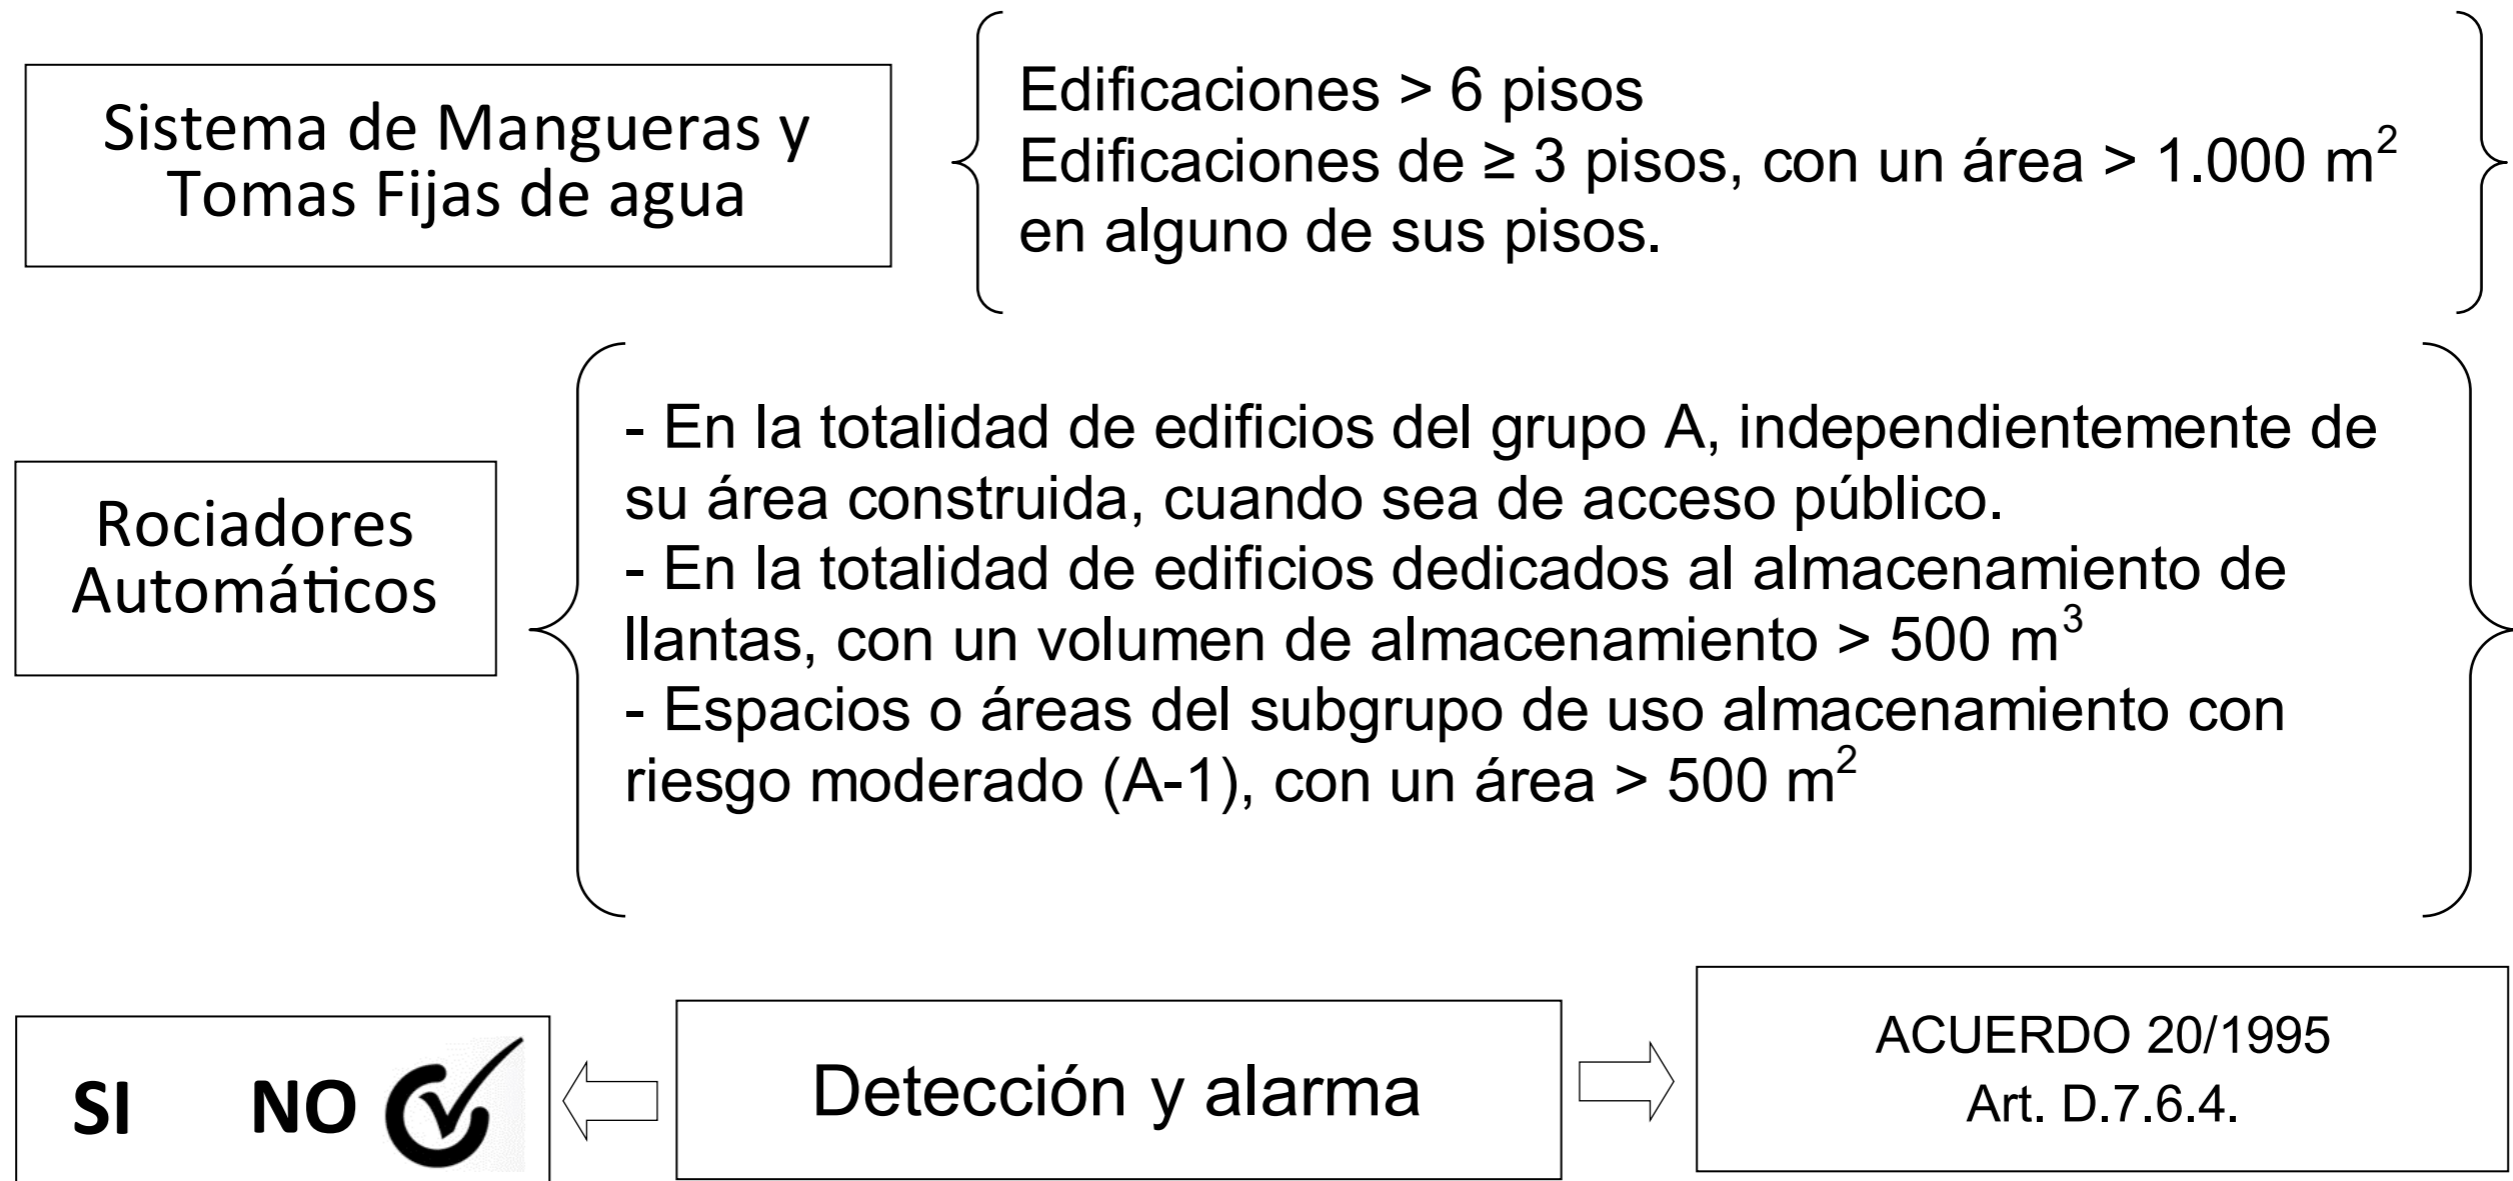 Sistema de Mangueras y
Tomas Fijas de agua
Edificaciones > 6 pisos
Edificaciones de ≥ 3 pisos, con un área > 1.000 m²
en alguno de sus pisos.
Rociadores
Automáticos
- En la totalidad de edificios del grupo A, independientemente de
su área construida, cuando sea de acceso público.
- En la totalidad de edificios dedicados al almacenamiento de
llantas, con un volumen de almacenamiento > 500 m³
- Espacios o áreas del subgrupo de uso almacenamiento con
riesgo moderado (A-1), con un área > 500 m²
SI NO
Detección y alarma
ACUERDO 20/1995
Art. D.7.6.4.